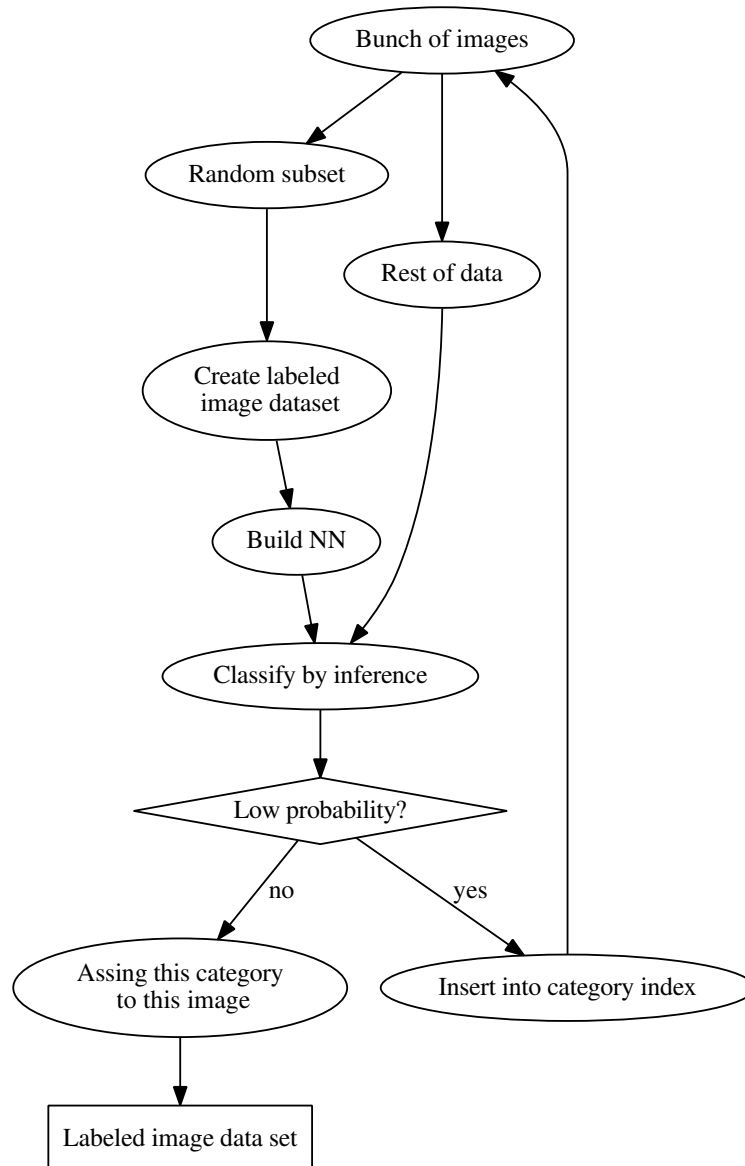 Bunch of images
Random subset
Rest of data
Create labeled
image dataset
Build NN
Classify by inference
Low probability?
no
yes
Assing this category
to this image
Insert into category index
Labeled image data set